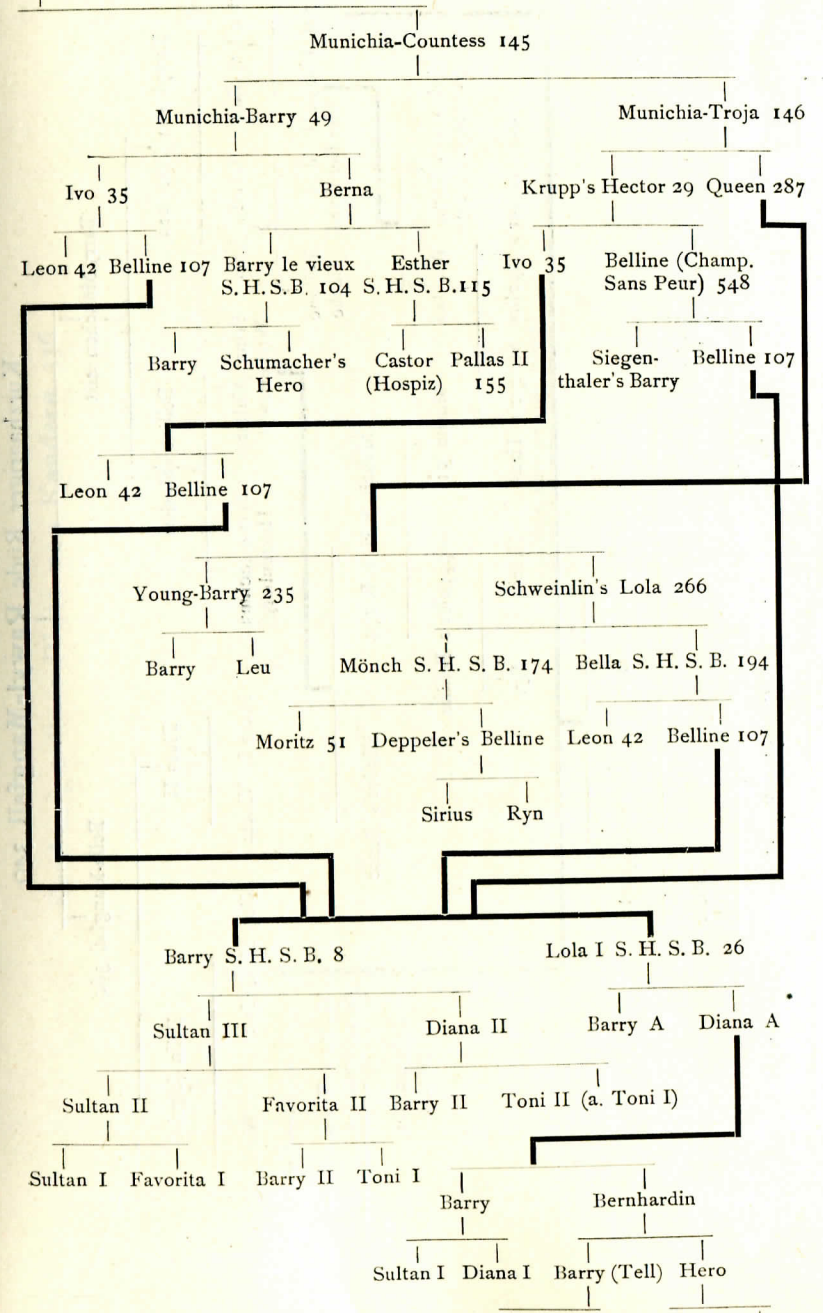 Munichia-Countess 145
Munichia-Barry 49 Munichia-Troja 146
Ivo 35 Berna Krupp's Hector 29 Queen 287
Leon 42 Belline 107 Barry le vieux Esther Ivo 35 Belline (Champ.
S. H. S. B. 104 S. H. S. B. 115 Sans Peur) 548
Barry Schumacher's Castor Pallas II Siegen- Belline 107
Hero (Hospiz) 155 thaler's Barry
Leon 42 Belline 107
Young-Barry 235 Schweinlin's Lola 266
Barry Leu Mönch S. H. S. B. 174 Bella S. H. S. B. 194
Moritz 51 Deppeler's Belline Leon 42 Belline 107
Sirius Ryn
Barry S. H. S. B. 8 Lola I S. H. S. B. 26
Sultan III Diana II Barry A Diana A
Sultan II Favorita II Barry II Toni II (a. Toni I)
Sultan I Favorita I Barry II Toni I
Barry Bernhardin
Sultan I Diana I Barry (Tell) Hero